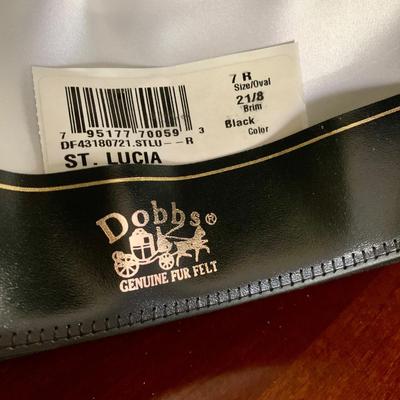 7 R
Size/Oval
2 1/8
Brim
Black
Color
7 95177 70059 3
DF43180721.STLU--R
ST. LUCIA
Dobbs®
GENUINE FUR FELT